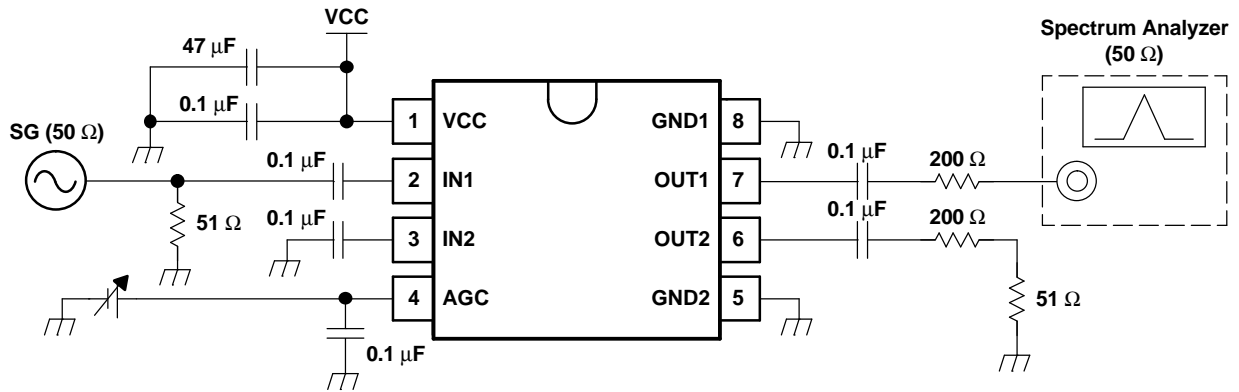 VCC
Spectrum Analyzer
(50 Ω)
47 μF
0.1 μF
SG (50 Ω)
1 VCC GND1 8
0.1 μF
0.1 μF
200 Ω
2 IN1 OUT1 7
51 Ω
0.1 μF
0.1 μF
200 Ω
3 IN2 OUT2 6
4 AGC GND2 5
51 Ω
0.1 μF